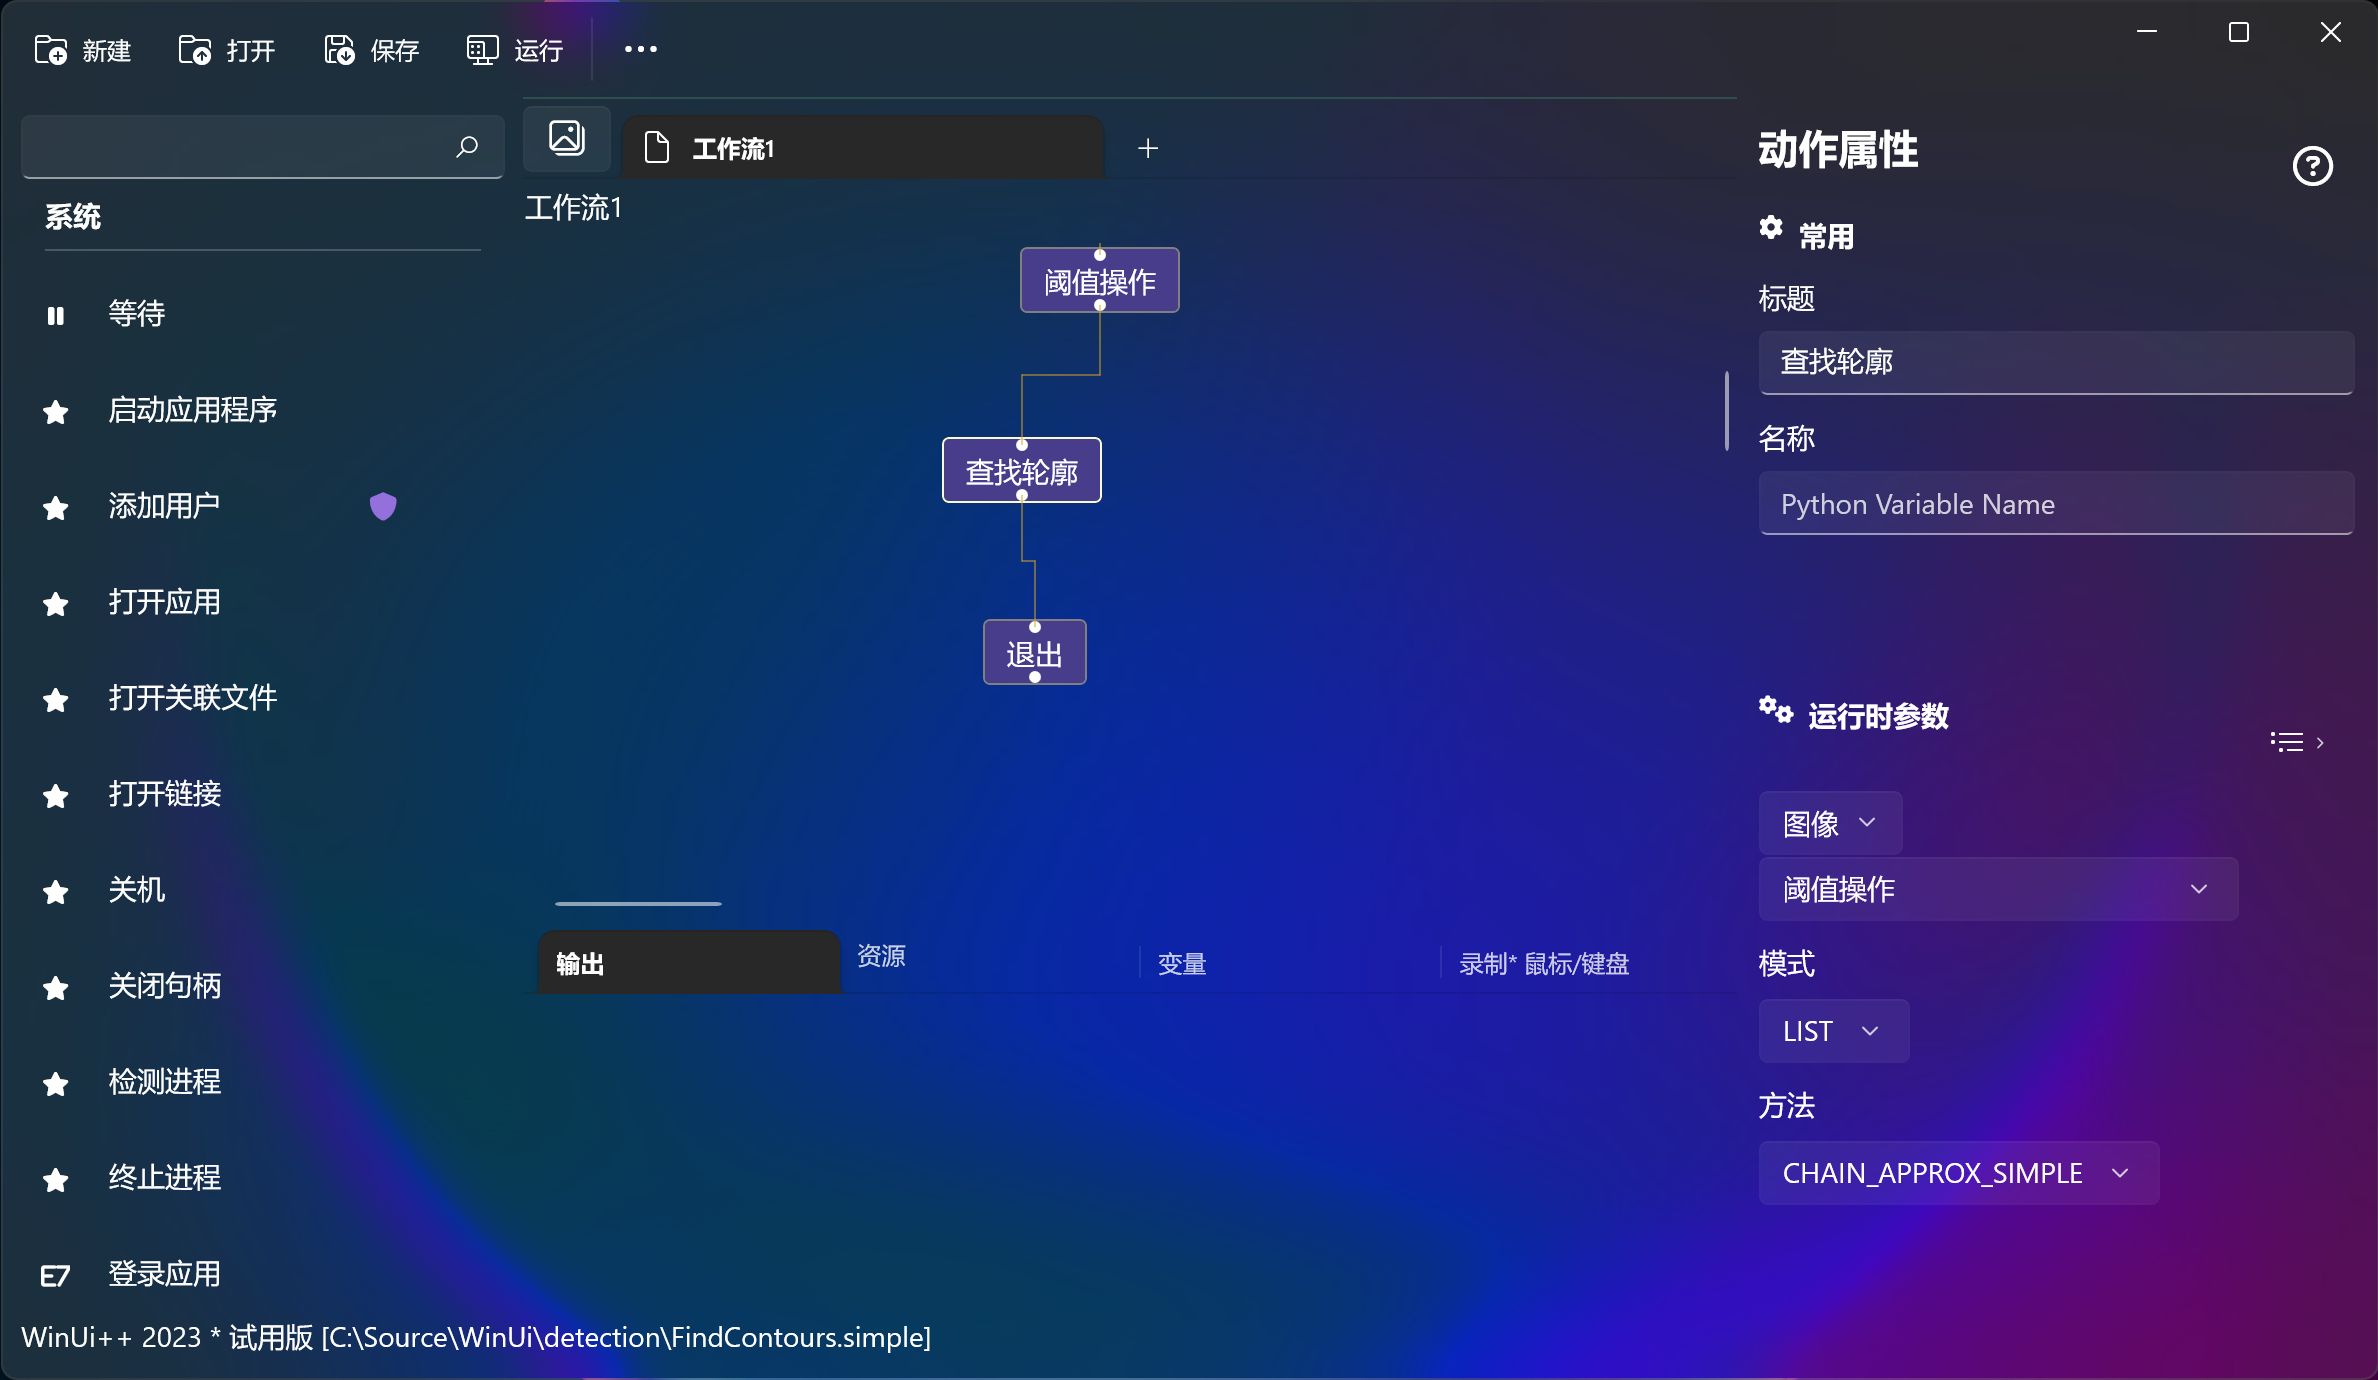 新建 打开 保存 运行
系统
等待
启动应用程序
添加用户
打开应用
打开关联文件
打开链接
关机
关闭句柄
检测进程
终止进程
E7 登录应用
工作流1
工作流1
阈值操作
查找轮廓
退出
输出 资源 变量 录制* 鼠标/键盘
动作属性
常用
标题
查找轮廓
名称
Python Variable Name
运行时参数
图像
阈值操作
模式
LIST
方法
CHAIN_APPROX_SIMPLE
WinUi++ 2023 * 试用版 [C:\Source\WinUi\detection\FindContours.simple]